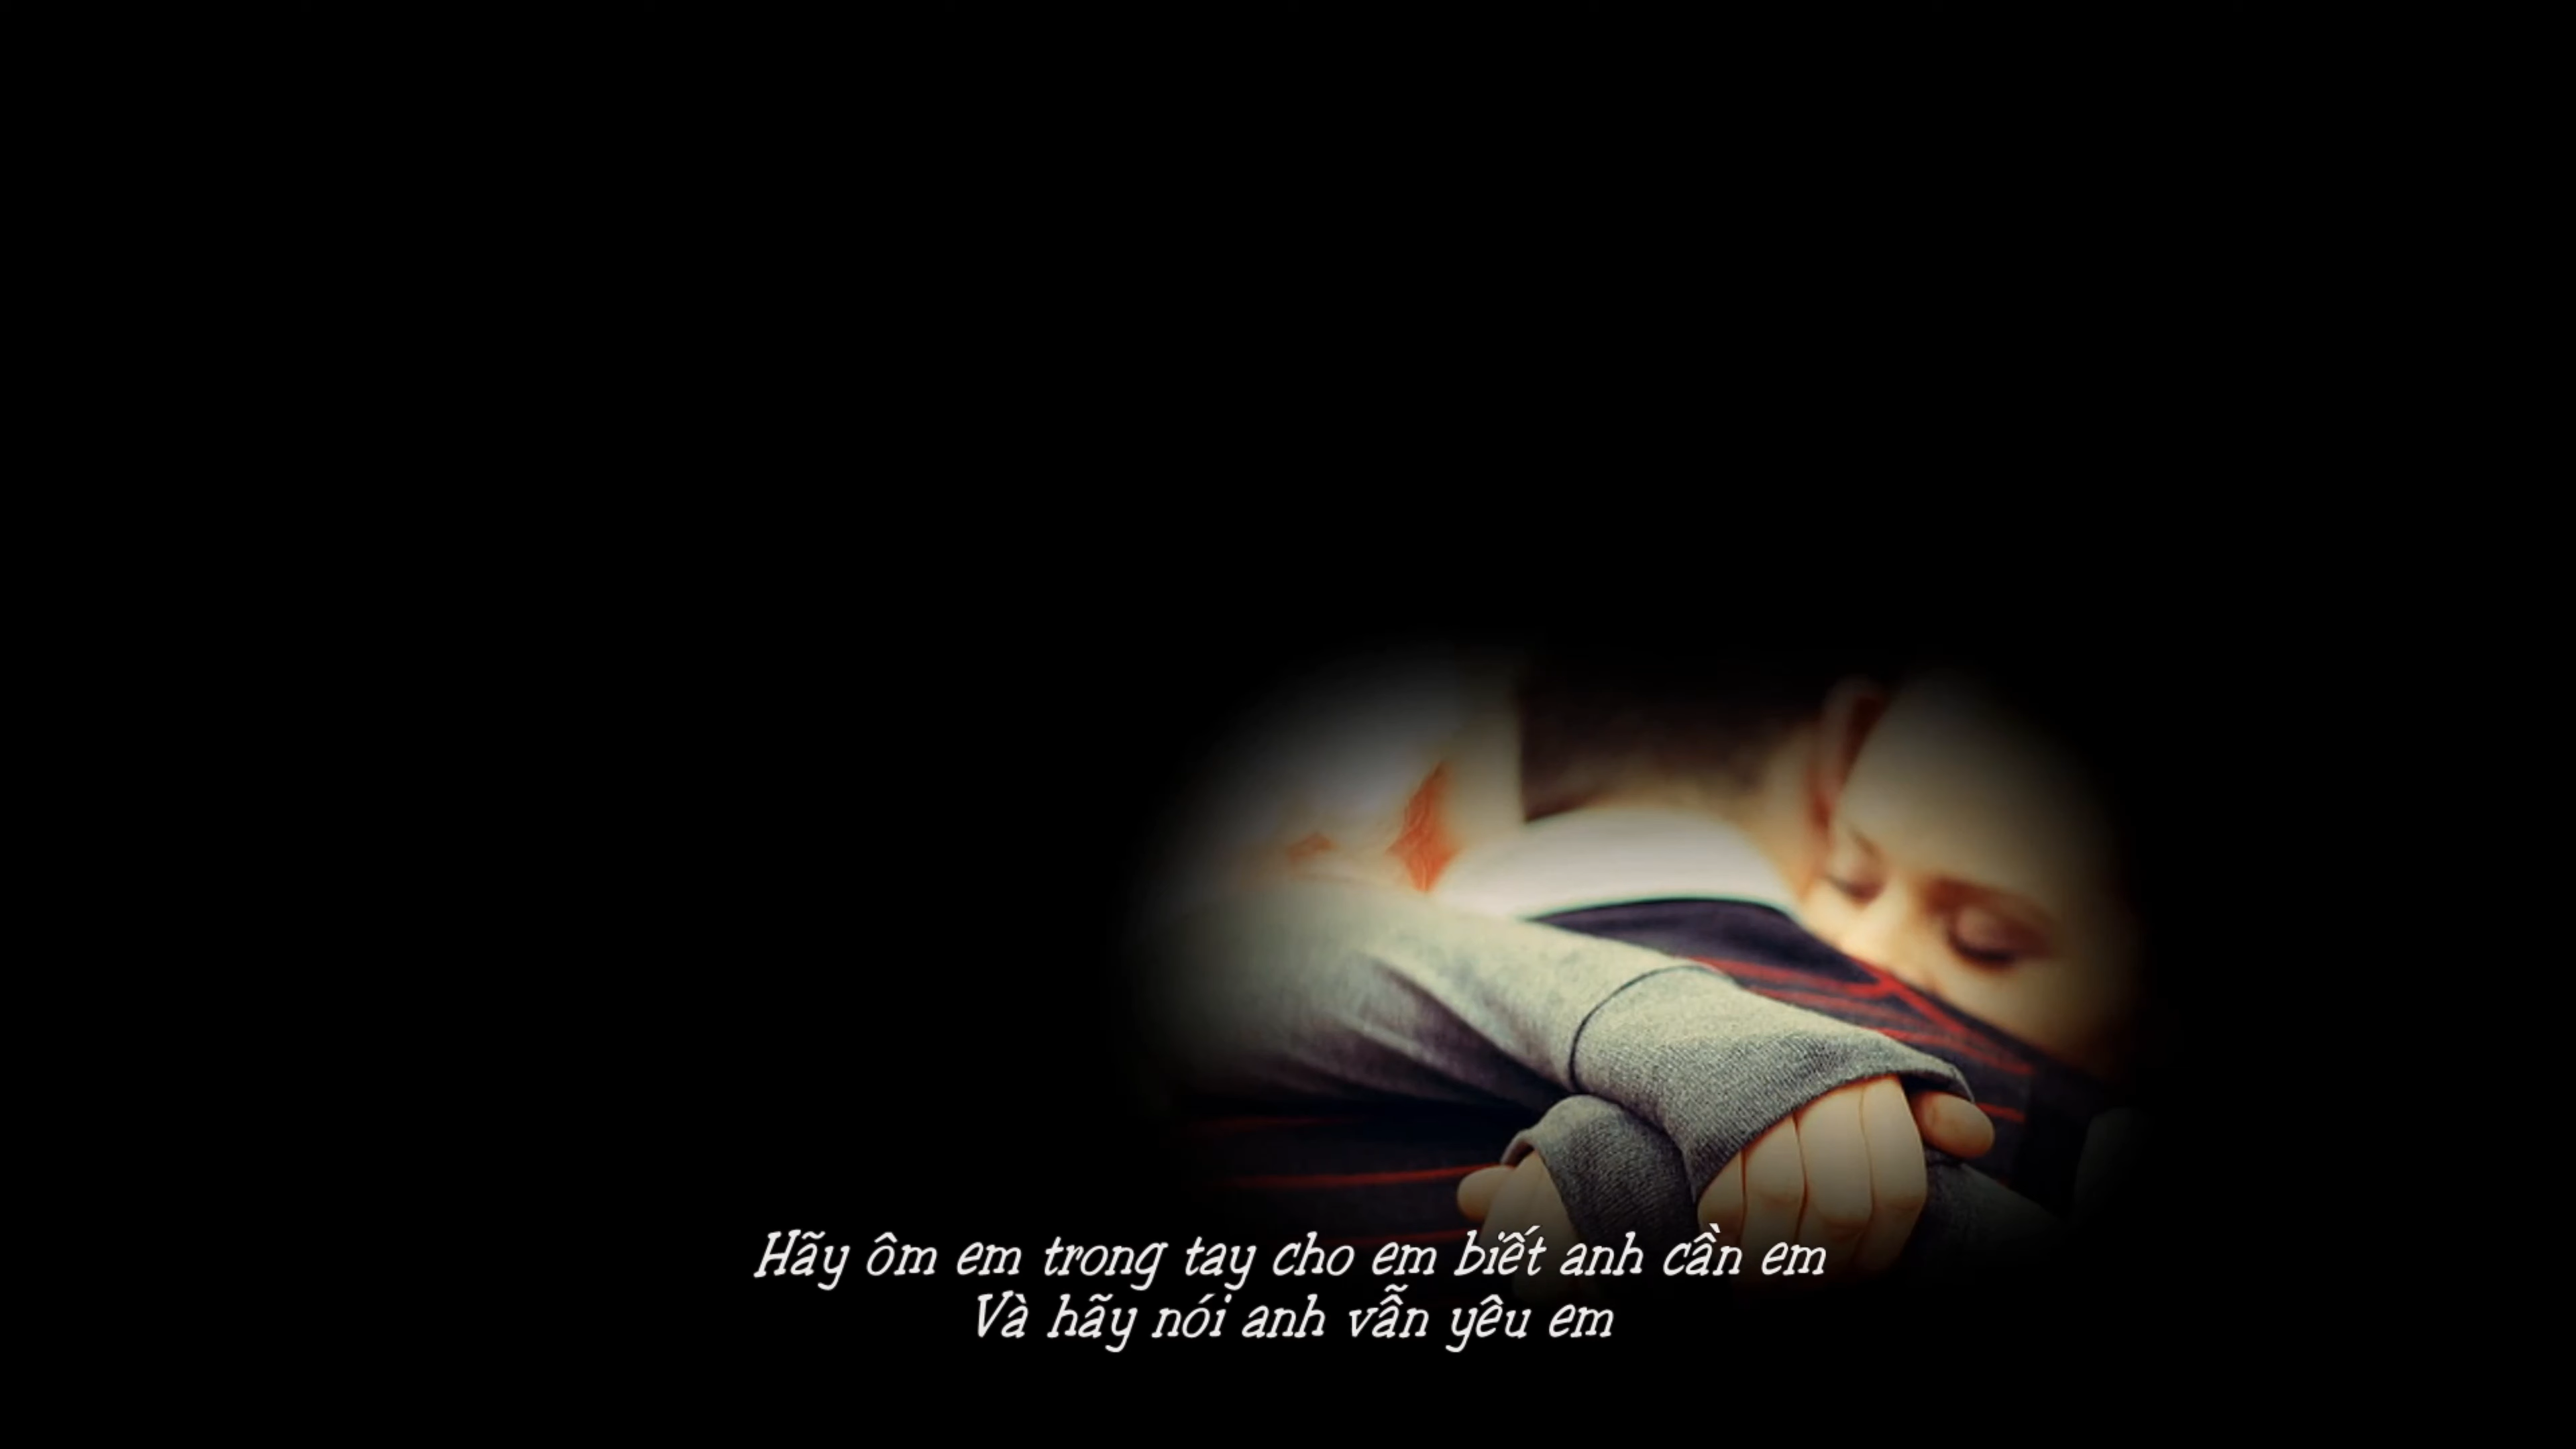 Hãy ôm em trong tay cho em biết anh cần em
Và hãy nói anh vẫn yêu em